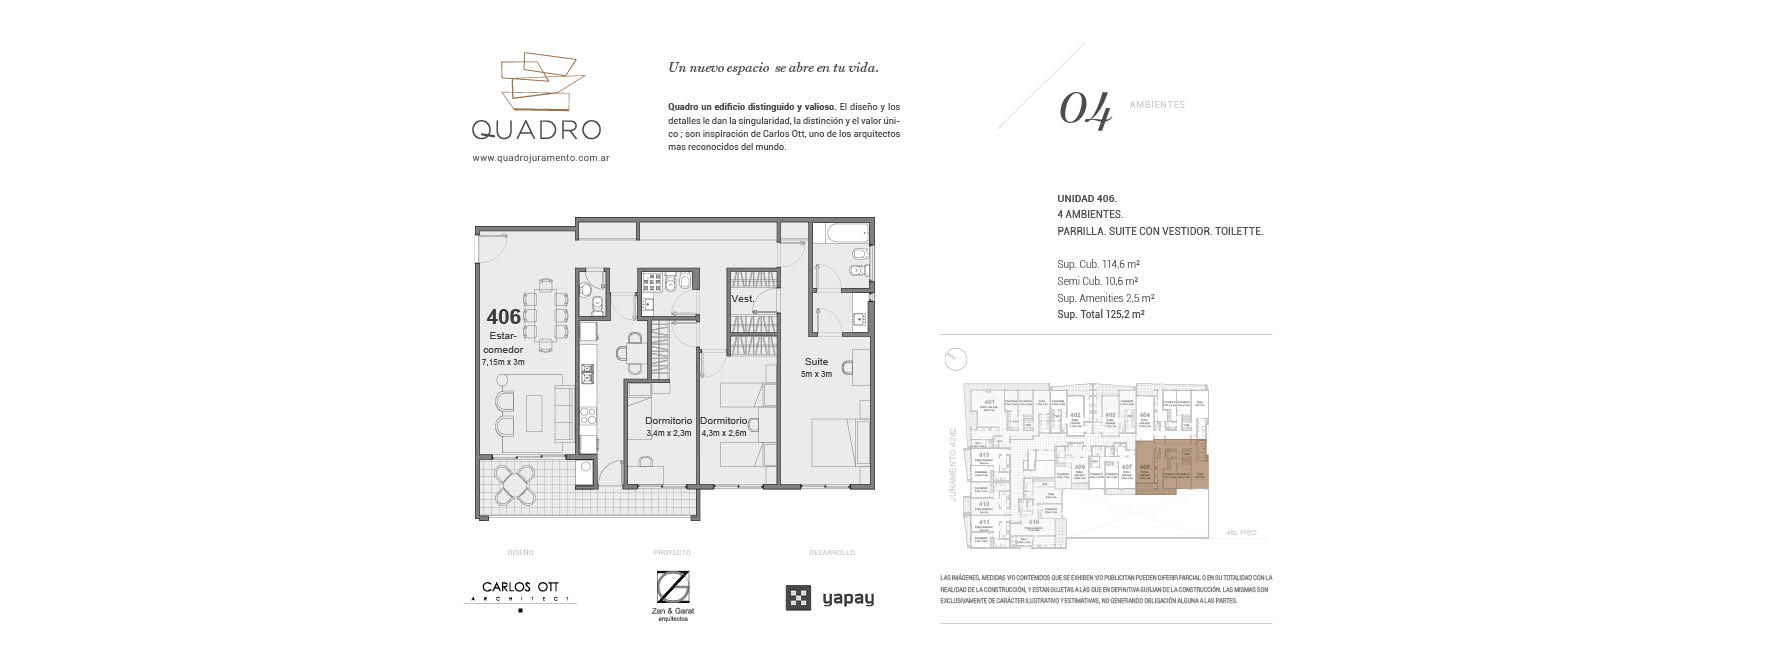 QUADRO
www.quadrojuramento.com.ar
Un nuevo espacio se abre en tu vida.
Quadro un edificio distinguido y valioso. El diseño y los
detalles le dan la singularidad, la distinción y el valor úni-
co ; son inspiración de Carlos Ott, uno de los arquitectos
mas reconocidos del mundo.
04 AMBIENTES
UNIDAD 406.
4 AMBIENTES.
PARRILLA. SUITE CON VESTIDOR. TOILETTE.
Sup. Cub. 114,6 m²
Semi Cub. 10,6 m²
Sup. Amenities 2,5 m²
Sup. Total 125,2 m²
406
Estar-
comedor
7,15m x 3m
Vest.
Suite
5m x 3m
Dormitorio
3,4m x 2,3m
Dormitorio
4,3m x 2,6m
JURAMENTO 4242
401
402
403
404
413
409
407
408
412
411
410
4to. PISO
DISEÑO
PROYECTO
DESARROLLO
CARLOS OTT
ARCHITECT
Zan & Garat
arquitectos
yapay
LAS IMÁGENES, MEDIDAS Y/O CONTENIDOS QUE SE EXHIBEN Y/O PUBLICITAN PUEDEN DIFERIR PARCIAL O EN SU TOTALIDAD CON LA
REALIDAD DE LA CONSTRUCCIÓN, Y ESTAN SUJETAS A LAS QUE EN DEFINITIVA SURJAN DE LA CONSTRUCCIÓN. LAS MISMAS SON
EXCLUSIVAMENTE DE CARÁCTER ILUSTRATIVO Y ESTIMATIVAS, NO GENERANDO OBLIGACIÓN ALGUNA A LAS PARTES.